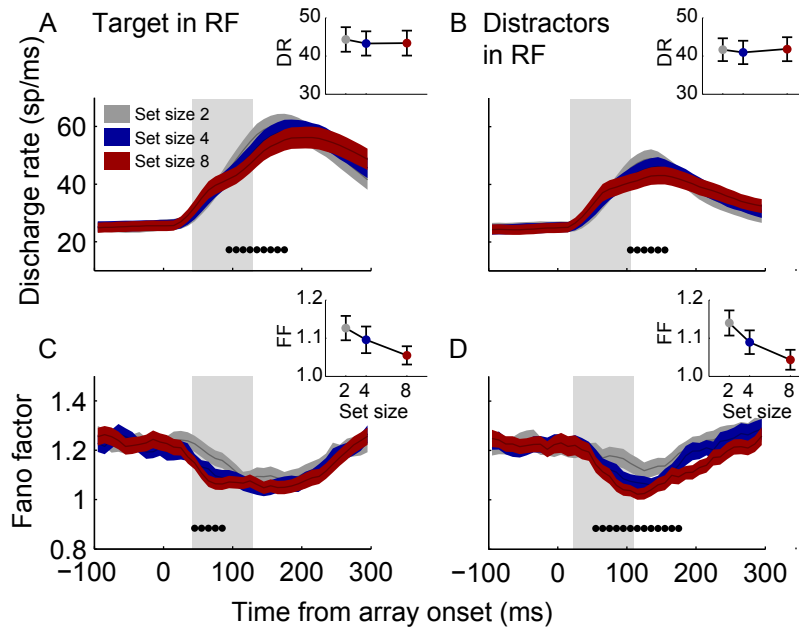 A Target in RF
50
40
30
DR
B Distractors
in RF
50
40
30
DR
Discharge rate (sp/ms)
60
40
20
Set size 2
Set size 4
Set size 8
C
1.2
1.1
1.0
FF
2 4 8
Set size
D
1.2
1.1
1.0
FF
2 4 8
Set size
Fano factor
1.4
1.2
1
0.8
−100 0 100 200 300
−100 0 100 200 300
Time from array onset (ms)